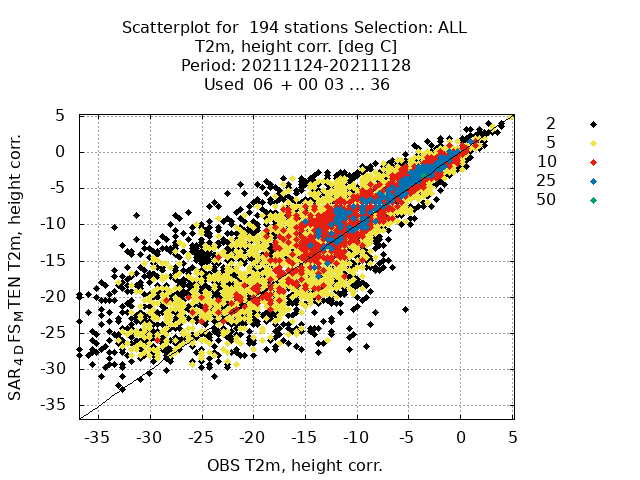 Scatterplot for  194 stations Selection: ALL
T2m, height corr. [deg C]
Period: 20211124-20211128
Used  06 + 00 03 ... 36
SAR4DFSMTEN T2m, height corr.
5
0
-5
-10
-15
-20
-25
-30
-35
-35 -30 -25 -20 -15 -10 -5 0 5
OBS T2m, height corr.
2
5
10
25
50